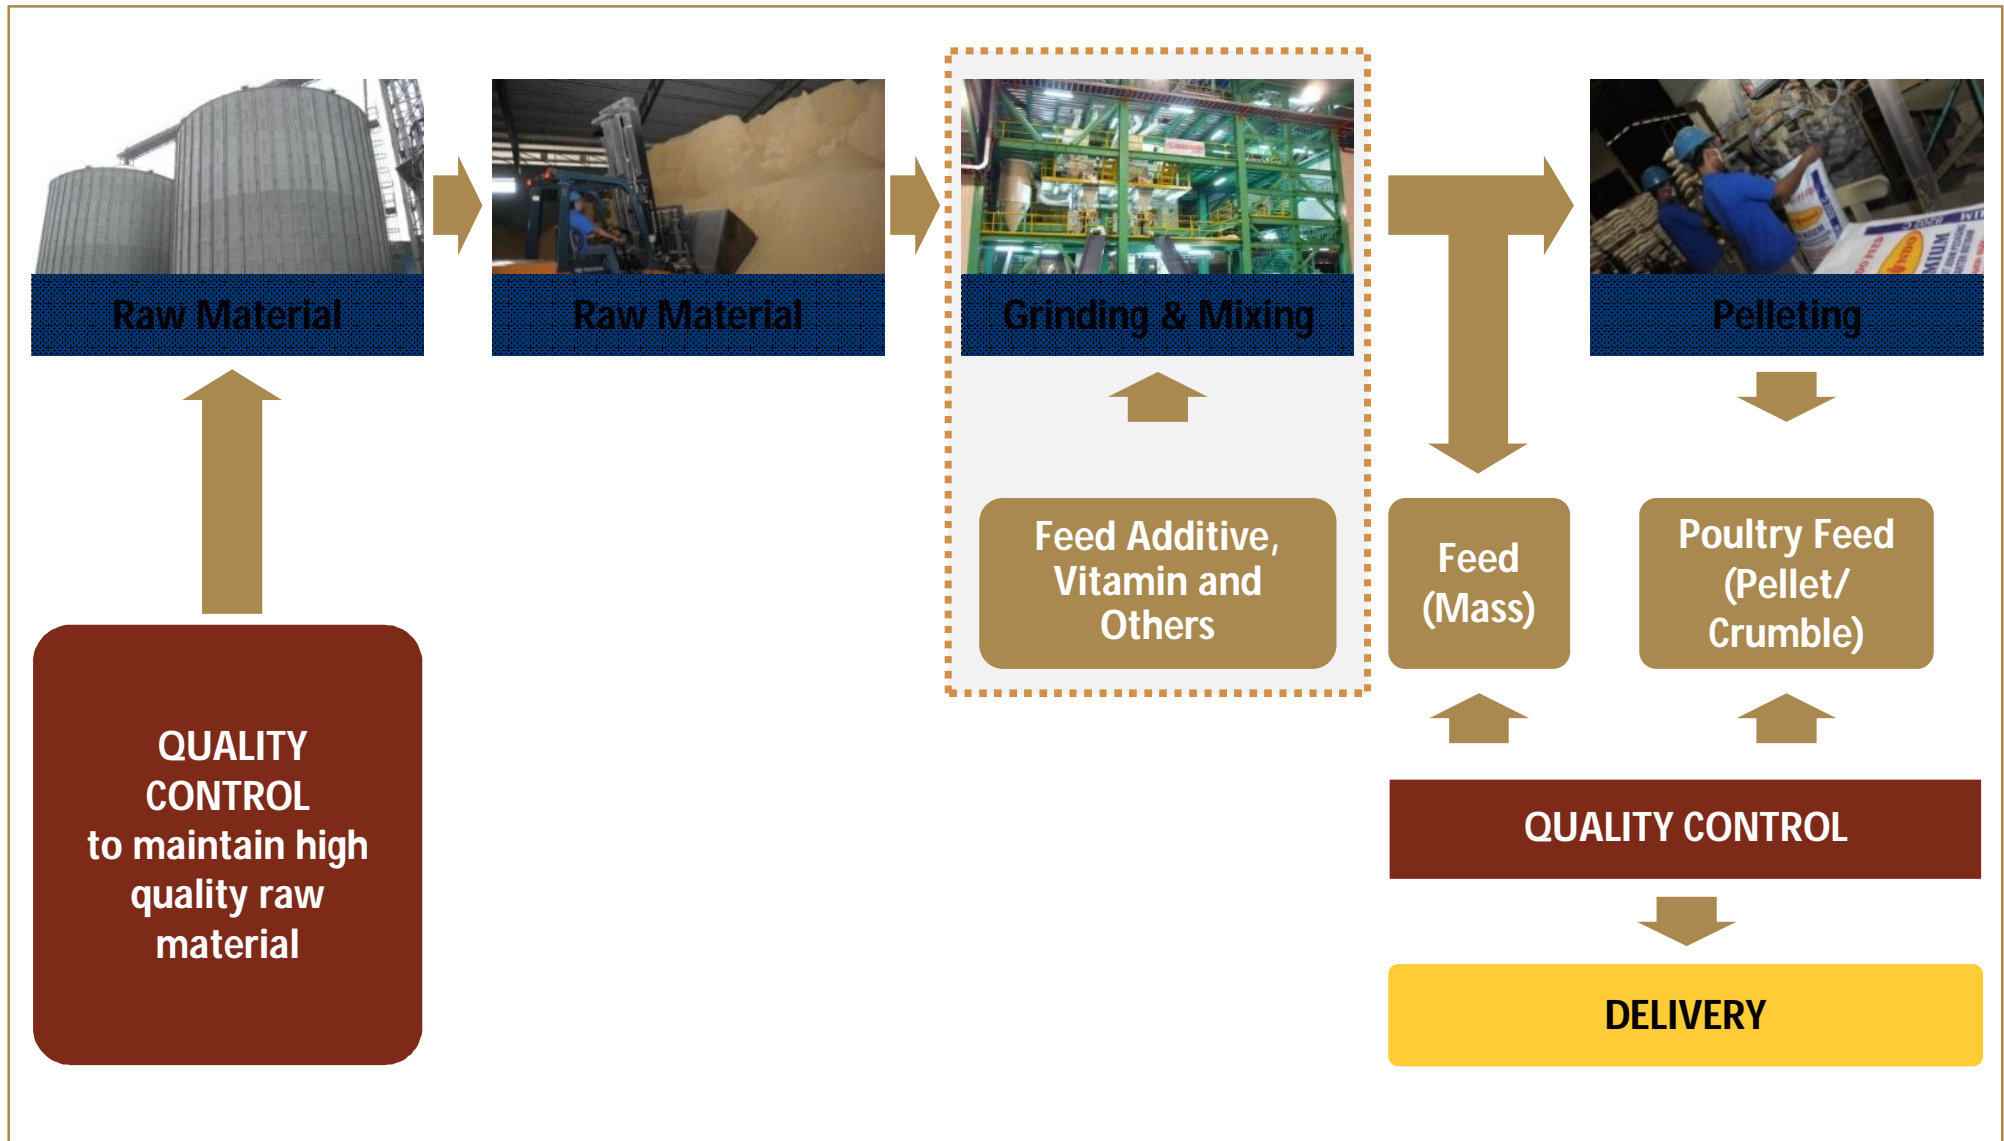 Raw Material
Raw Material
Grinding & Mixing
Pelleting
Feed Additive,
Vitamin and
Others
Feed
(Mass)
Poultry Feed
(Pellet/
Crumble)
QUALITY
CONTROL
to maintain high
quality raw
material
QUALITY CONTROL
DELIVERY